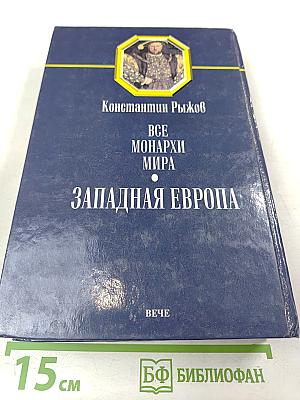 Константин Рыжов
ВСЕ
МОНАРХИ
МИРА
•
ЗАПАДНАЯ ЕВРОПА
ВЕЧЕ
15 см
БФ БИБЛИОФАН